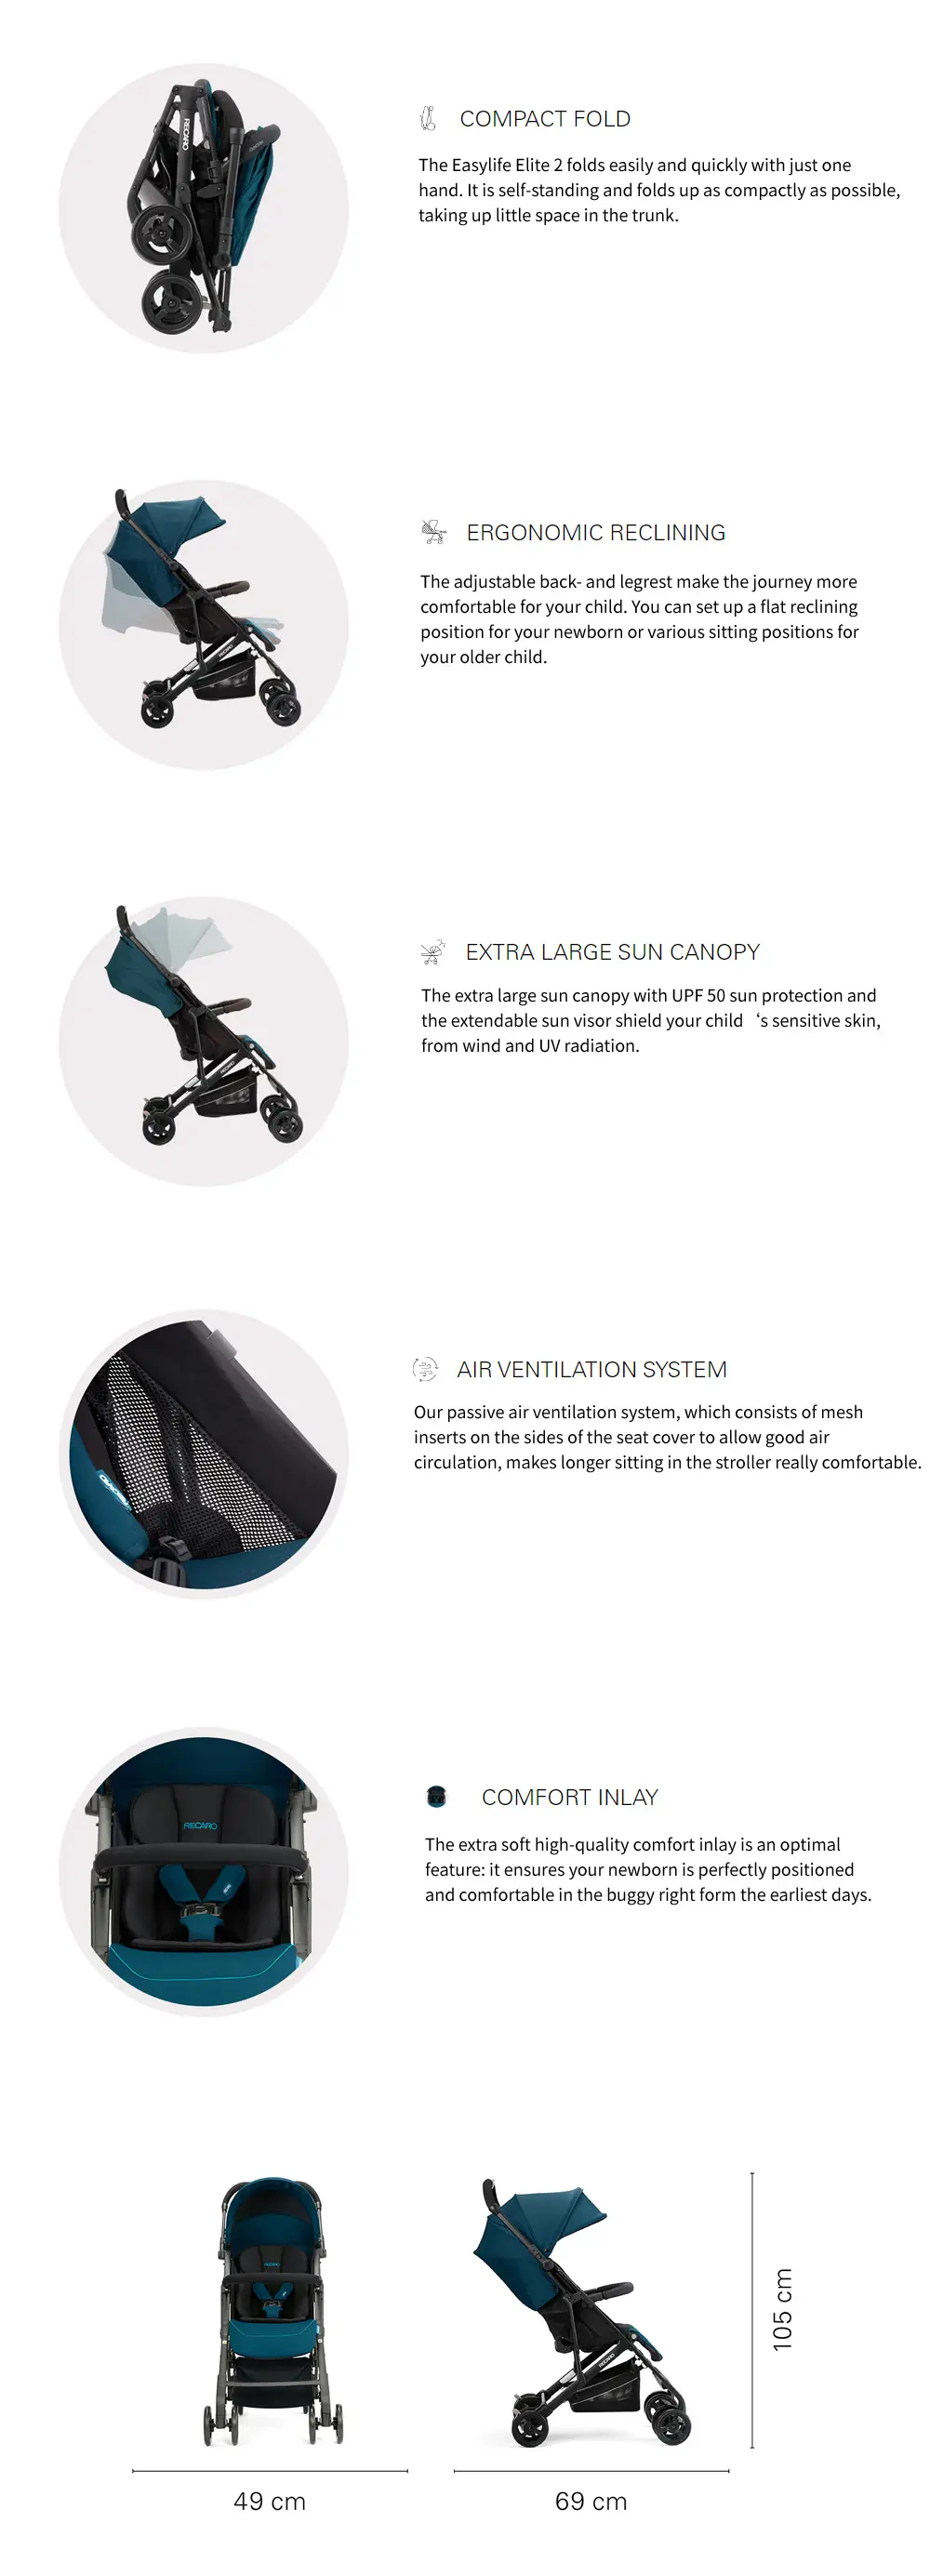 RECARO
COMPACT FOLD
The Easylife Elite 2 folds easily and quickly with just one
hand. It is self-standing and folds up as compactly as possible,
taking up little space in the trunk.
ERGONOMIC RECLINING
The adjustable back- and legrest make the journey more
comfortable for your child. You can set up a flat reclining
position for your newborn or various sitting positions for
your older child.
RECARO
EXTRA LARGE SUN CANOPY
The extra large sun canopy with UPF 50 sun protection and
the extendable sun visor shield your child ‘s sensitive skin,
from wind and UV radiation.
RECARO
AIR VENTILATION SYSTEM
Our passive air ventilation system, which consists of mesh
inserts on the sides of the seat cover to allow good air
circulation, makes longer sitting in the stroller really comfortable.
RECARO
COMFORT INLAY
The extra soft high-quality comfort inlay is an optimal
feature: it ensures your newborn is perfectly positioned
and comfortable in the buggy right form the earliest days.
RECARO
RECARO
RECARO
105 cm
49 cm
69 cm